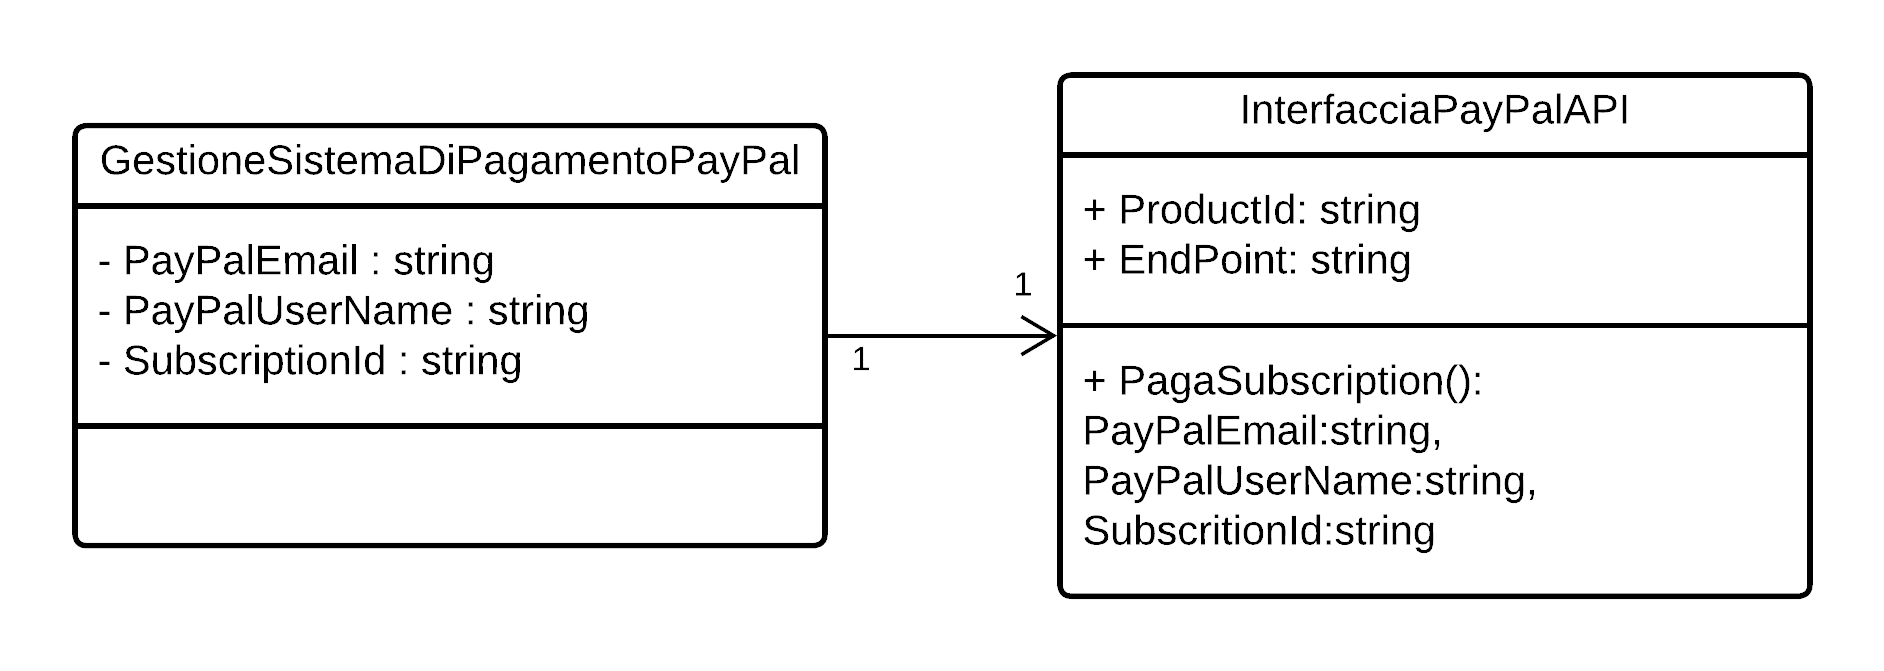 GestioneSistemaDiPagamentoPayPal
- PayPalEmail : string
- PayPalUserName : string
- SubscriptionId : string
1
1
InterfacciaPayPalAPI
+ ProductId: string
+ EndPoint: string
+ PagaSubscription():
PayPalEmail:string,
PayPalUserName:string,
SubscritionId:string